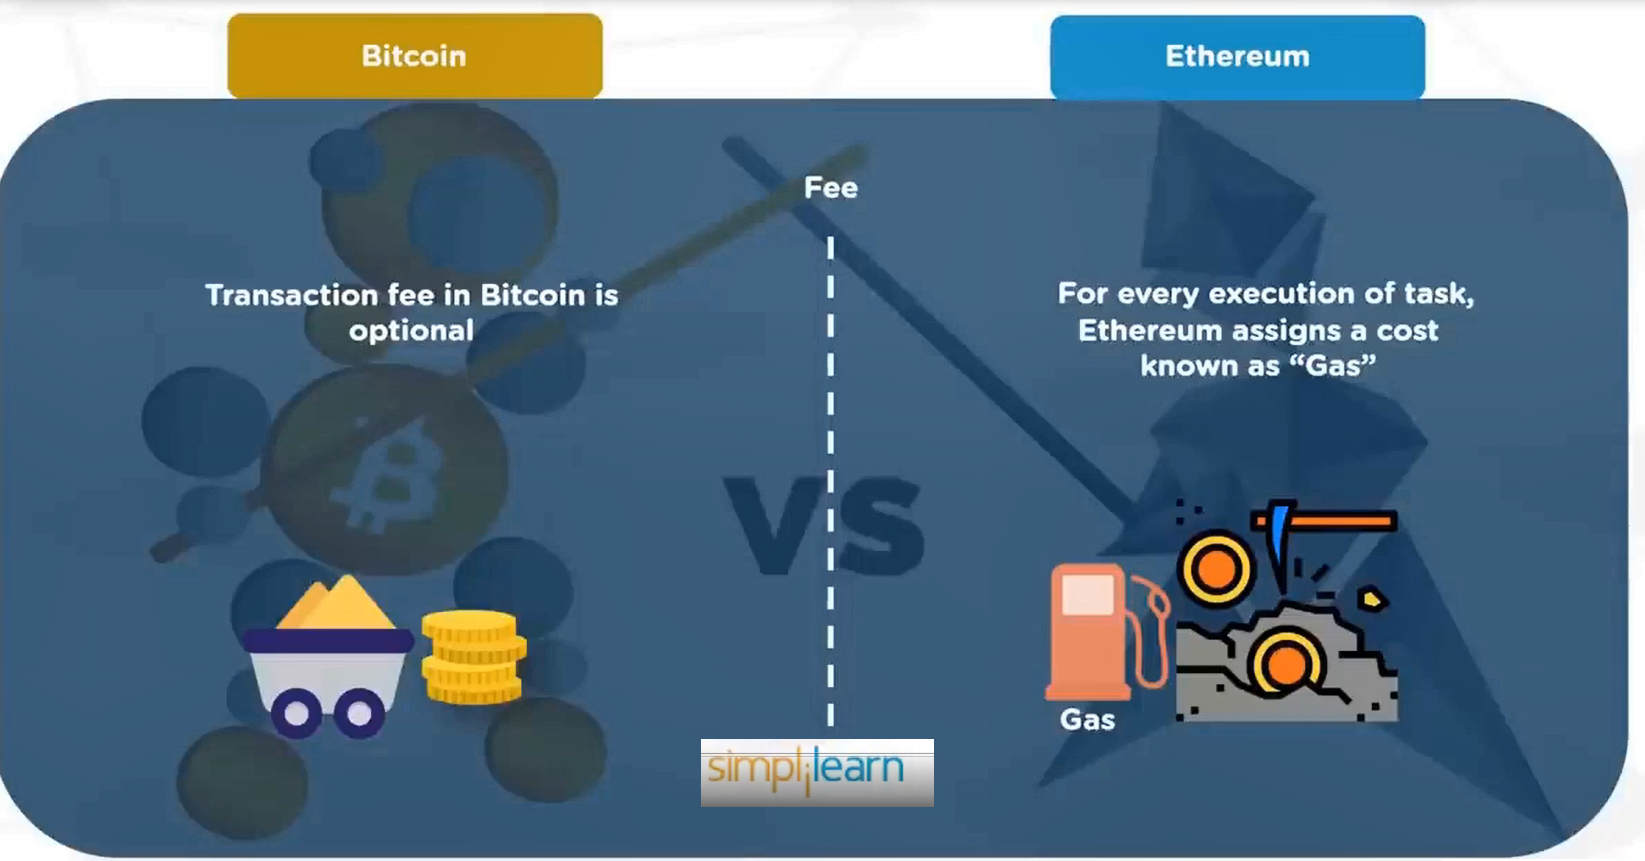 Bitcoin
Ethereum
Fee
Transaction fee in Bitcoin is
optional
For every execution of task,
Ethereum assigns a cost
known as “Gas”
VS
Gas
simplilearn